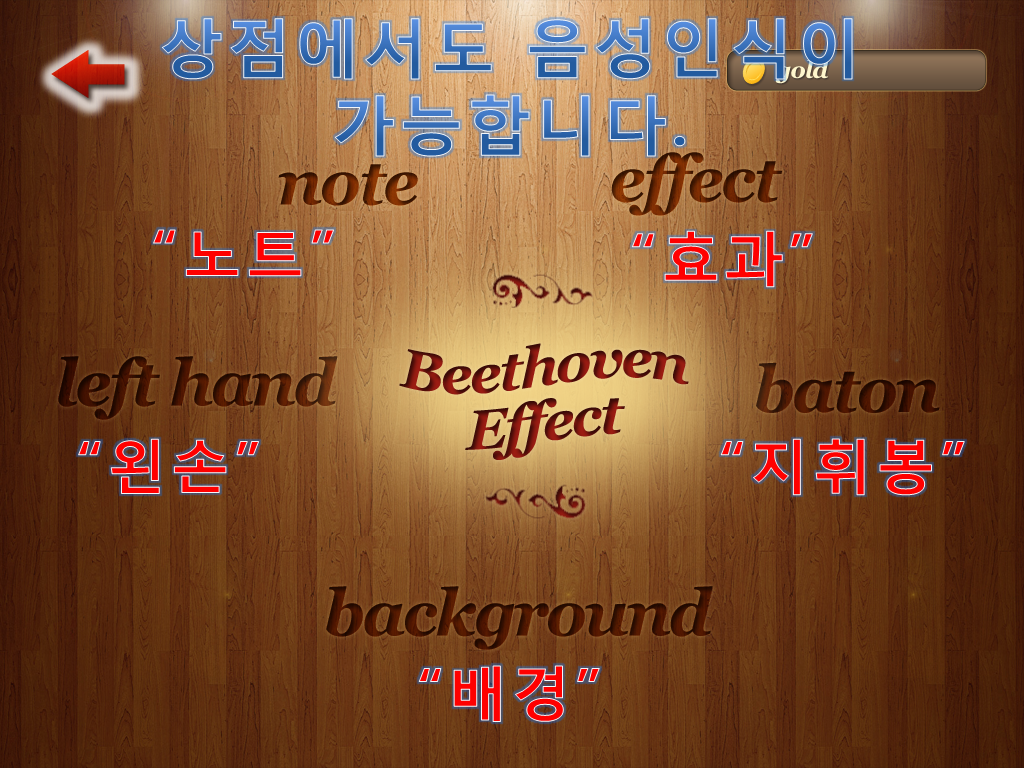 상점에서도 음성인식이
가능합니다.
gold
note
effect
“노트”
“효과”
left hand
Beethoven
Effect
baton
“왼손”
“지휘봉”
background
“배경”